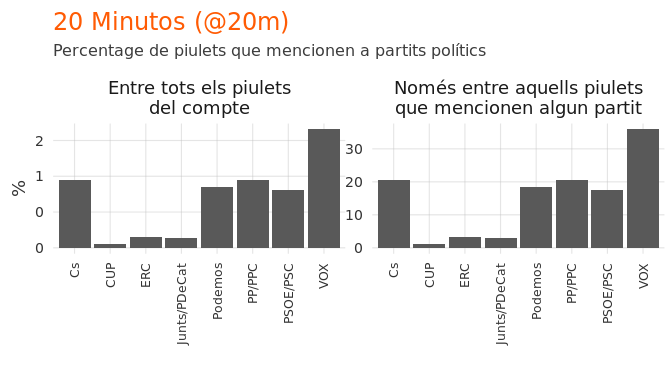 20 Minutos (@20m)
Percentage de piulets que mencionen a partits polítics
Entre tots els piulets
del compte
2
1
0
0
%
Cs
CUP
ERC
Junts/PDeCat
Podemos
PP/PPC
PSOE/PSC
VOX
Només entre aquells piulets
que mencionen algun partit
30
20
10
0
Cs
CUP
ERC
Junts/PDeCat
Podemos
PP/PPC
PSOE/PSC
VOX